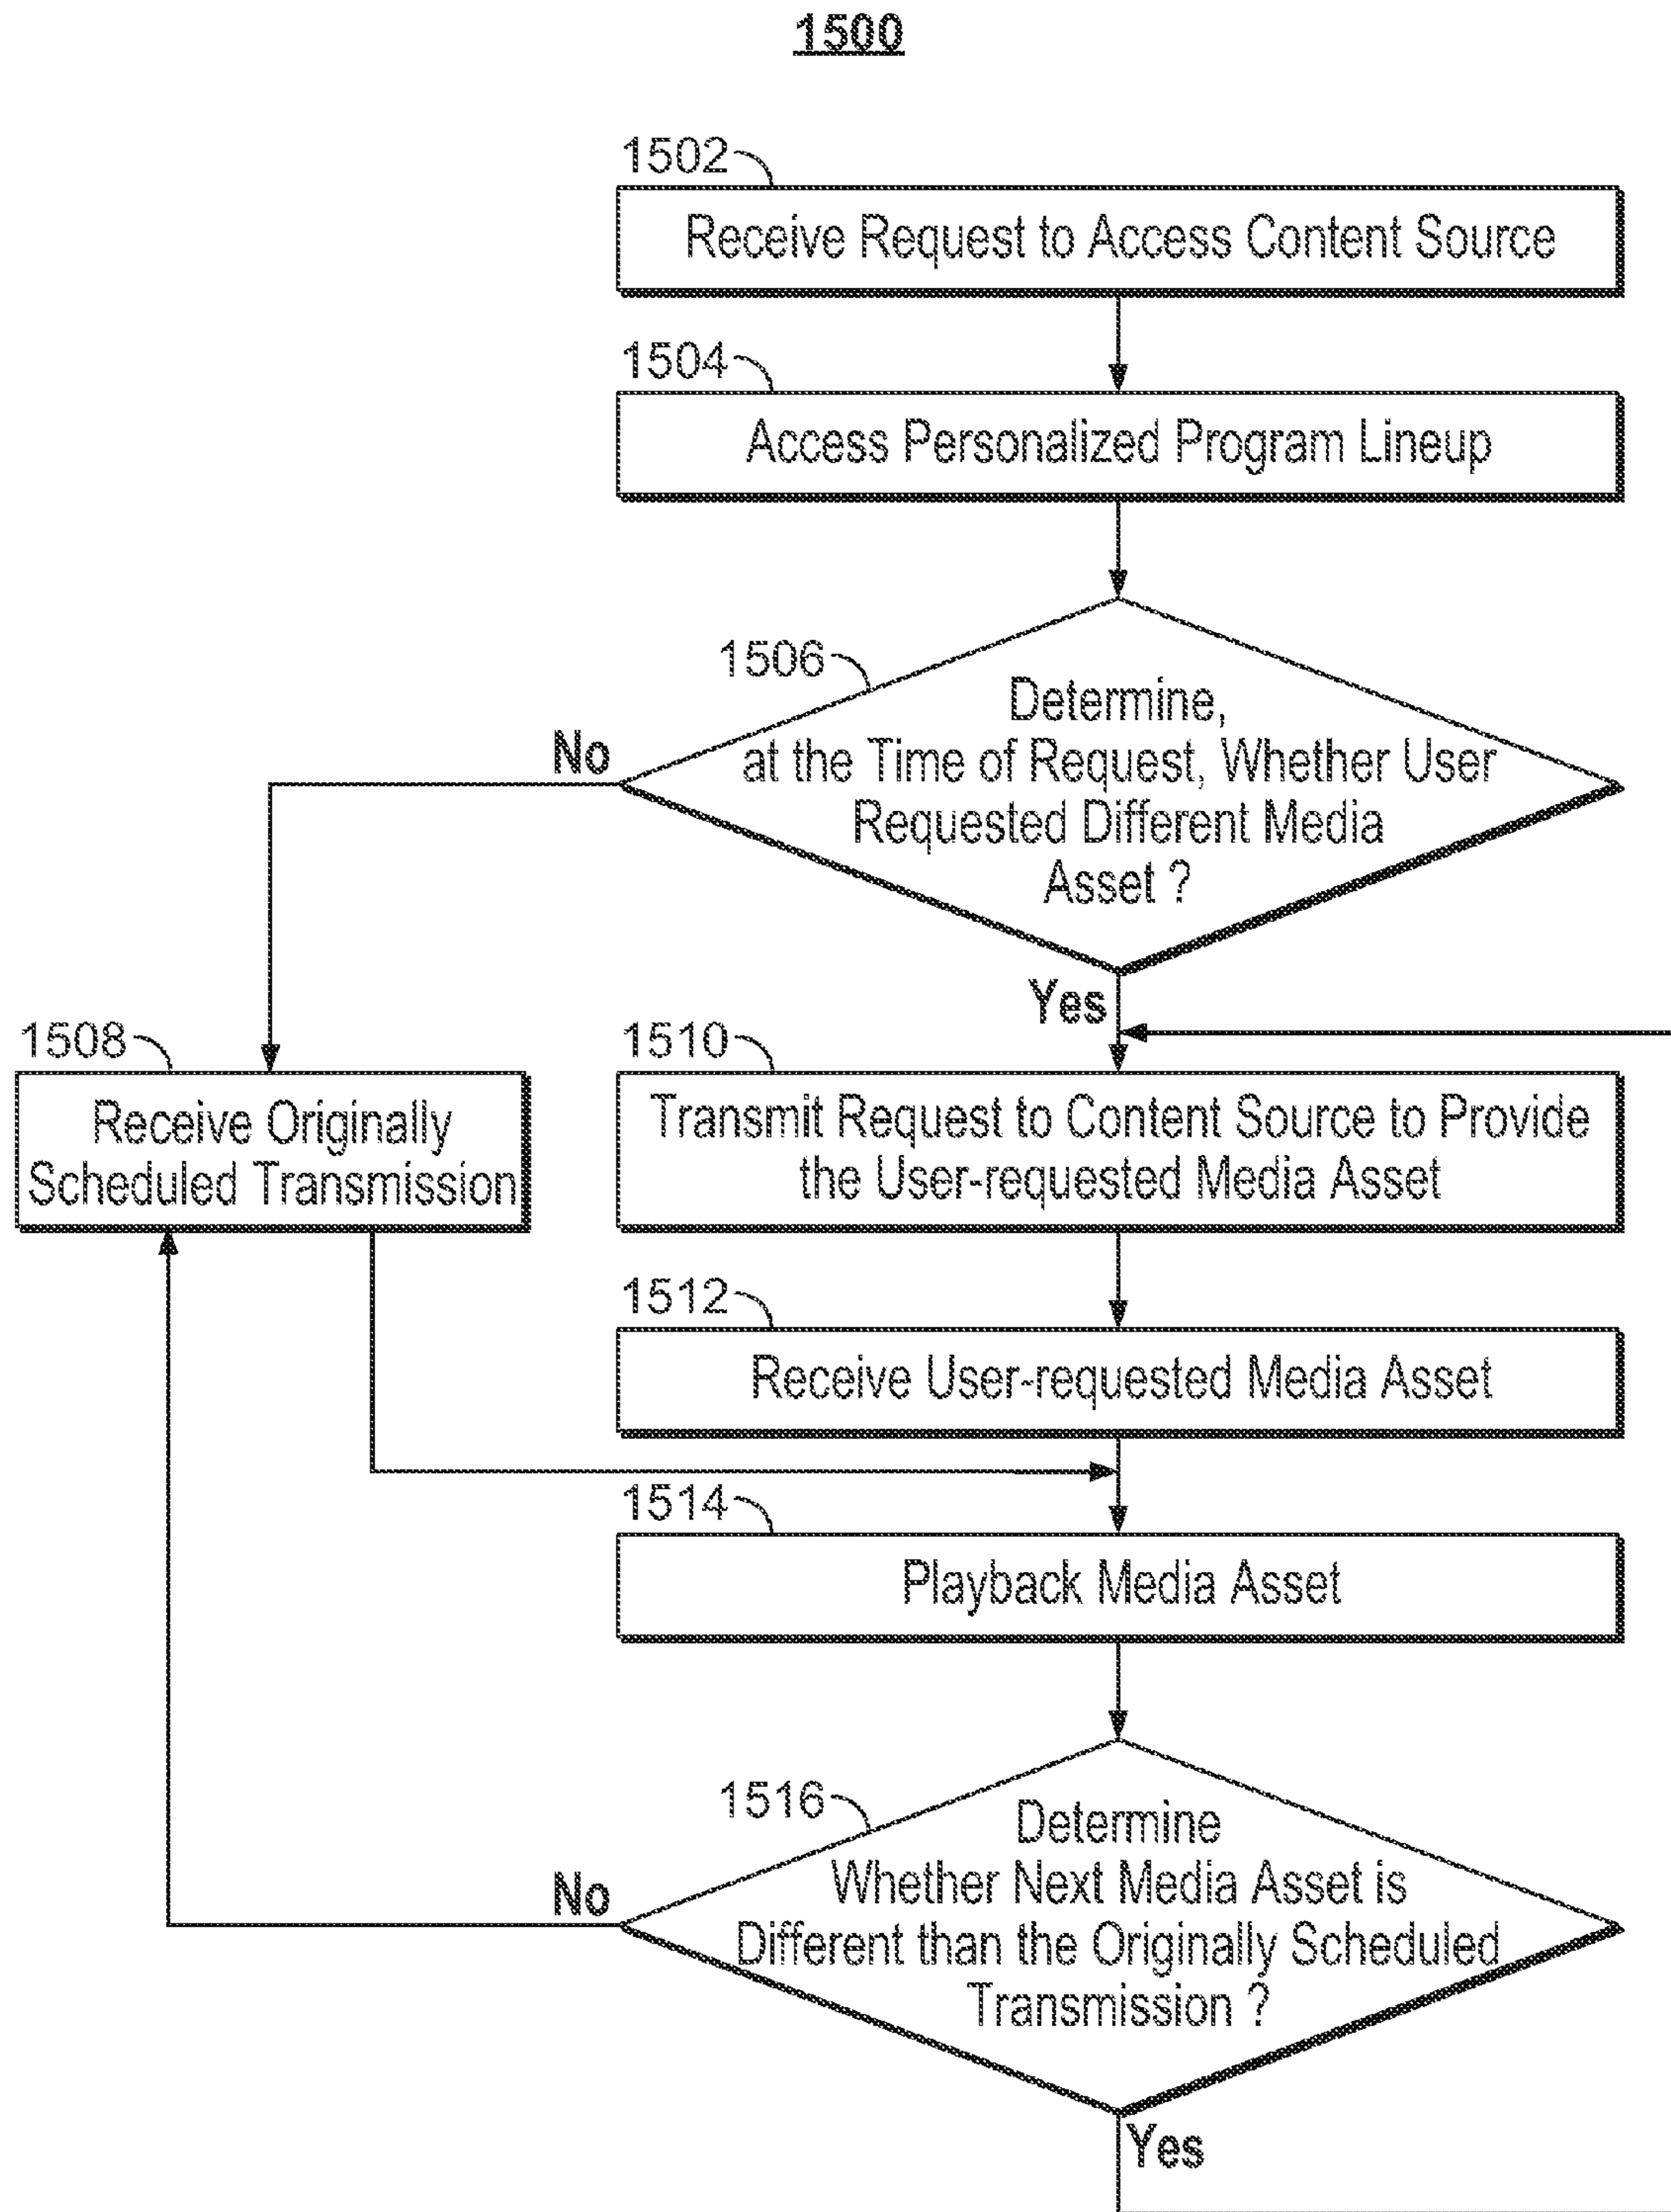 1500
1502
Receive Request to Access Content Source
1504
Access Personalized Program Lineup
1506
Determine,
at the Time of Request, Whether User
Requested Different Media
Asset ?
No
Yes
1508
Receive Originally
Scheduled Transmission
1510
Transmit Request to Content Source to Provide
the User-requested Media Asset
1512
Receive User-requested Media Asset
1514
Playback Media Asset
1516
Determine
Whether Next Media Asset is
Different than the Originally Scheduled
Transmission ?
No
Yes